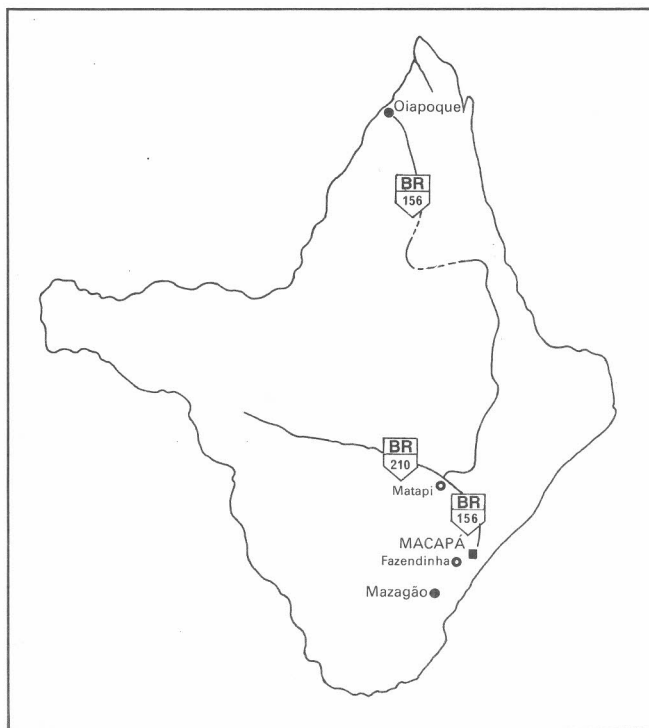 Oiapoque
BR
156
BR
210
Matapi
BR
156
MACAPÁ
Fazendinha
Mazagão